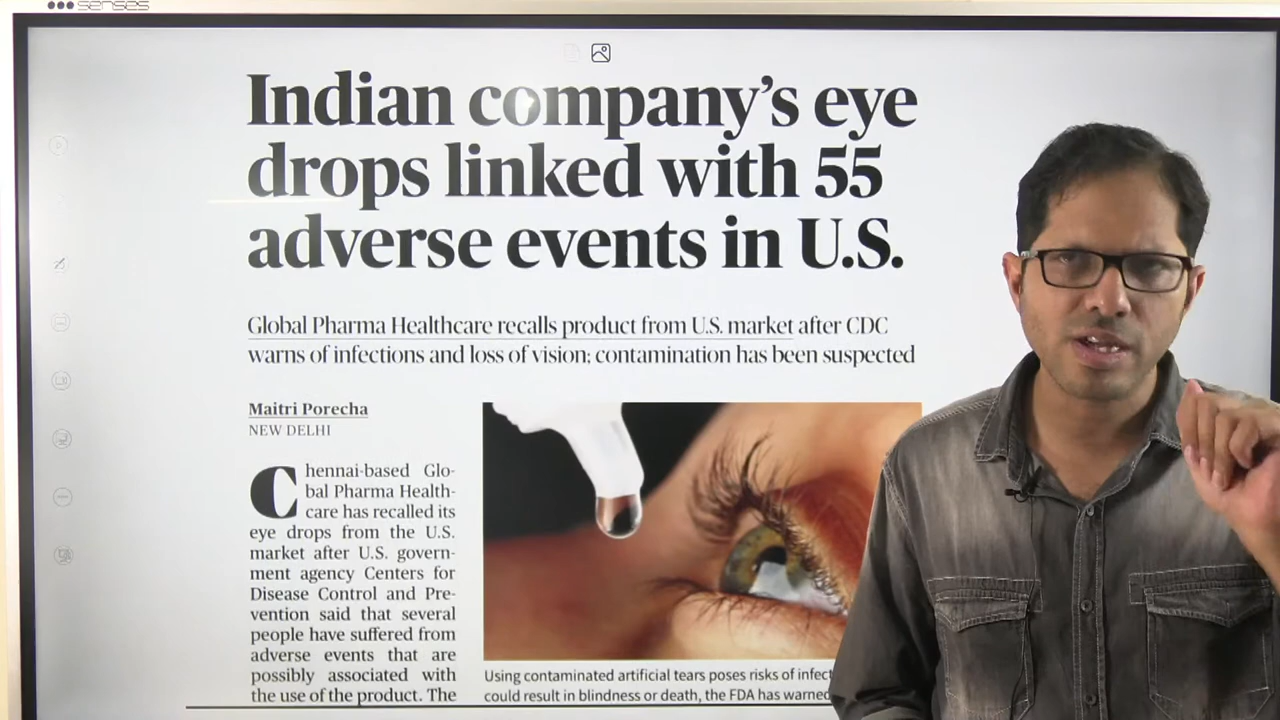 senses
Indian company's eye
drops linked with 55
adverse events in U.S.
Global Pharma Healthcare recalls product from U.S. market after CDC
warns of infections and loss of vision; contamination has been suspected
Maitri Porecha
NEW DELHI
Chennai-based Glo-
bal Pharma Health-
care has recalled its
eye drops from the U.S.
market after U.S. govern-
ment agency Centers for
Disease Control and Pre-
vention said that several
people have suffered from
adverse events that are
possibly associated with
the use of the product. The
Using contaminated artificial tears poses risks of infect
could result in blindness or death, the FDA has warned